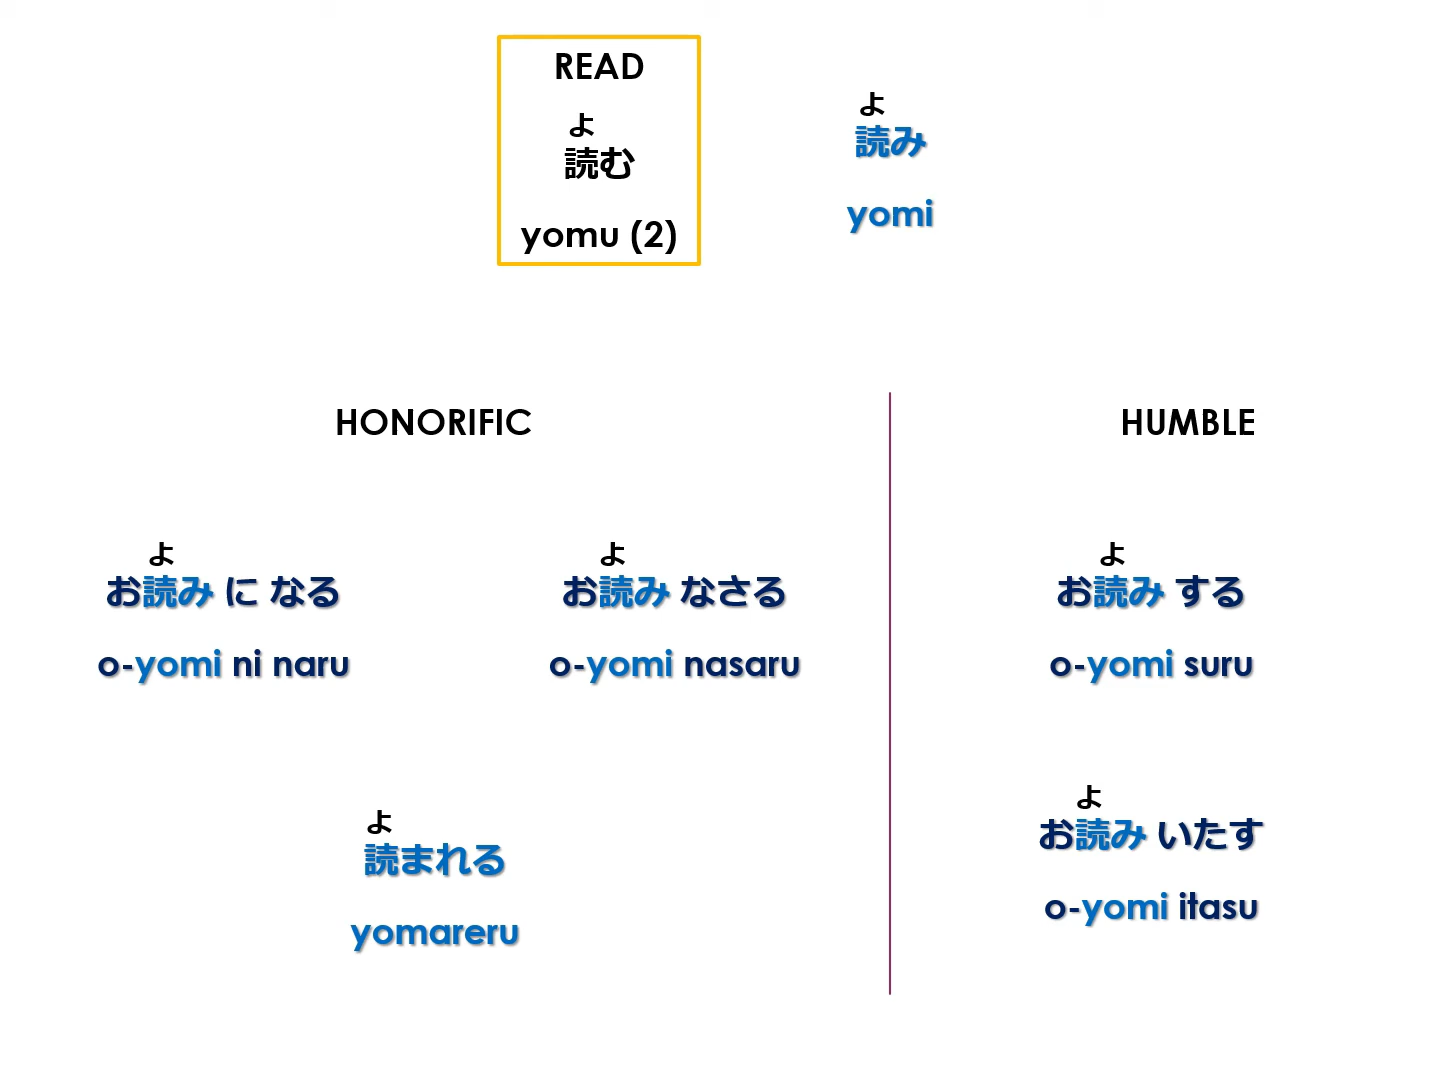 READ
よ
読む
yomu (2)
よ
読み
yomi
HONORIFIC
よ
お読み に なる
o-yomi ni naru
よ
お読み なさる
o-yomi nasaru
よ
読まれる
yomareru
HUMBLE
よ
お読み する
o-yomi suru
よ
お読み いたす
o-yomi itasu